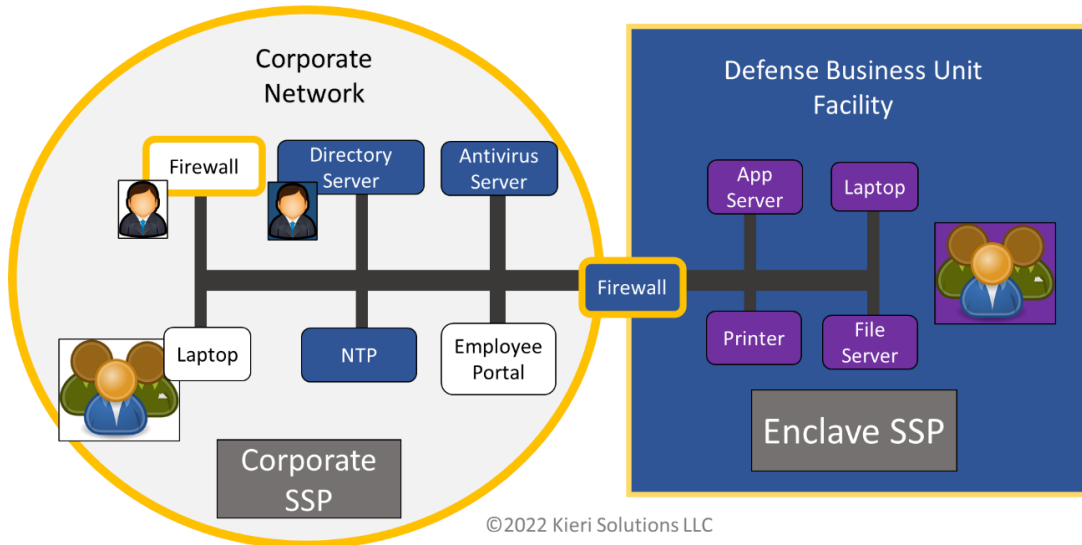 Corporate
Network
Defense Business Unit
Facility
Firewall
Directory
Server
Antivirus
Server
App
Server
Laptop
Firewall
Laptop
NTP
Employee
Portal
Printer
File
Server
Corporate
SSP
Enclave SSP
©2022 Kieri Solutions LLC